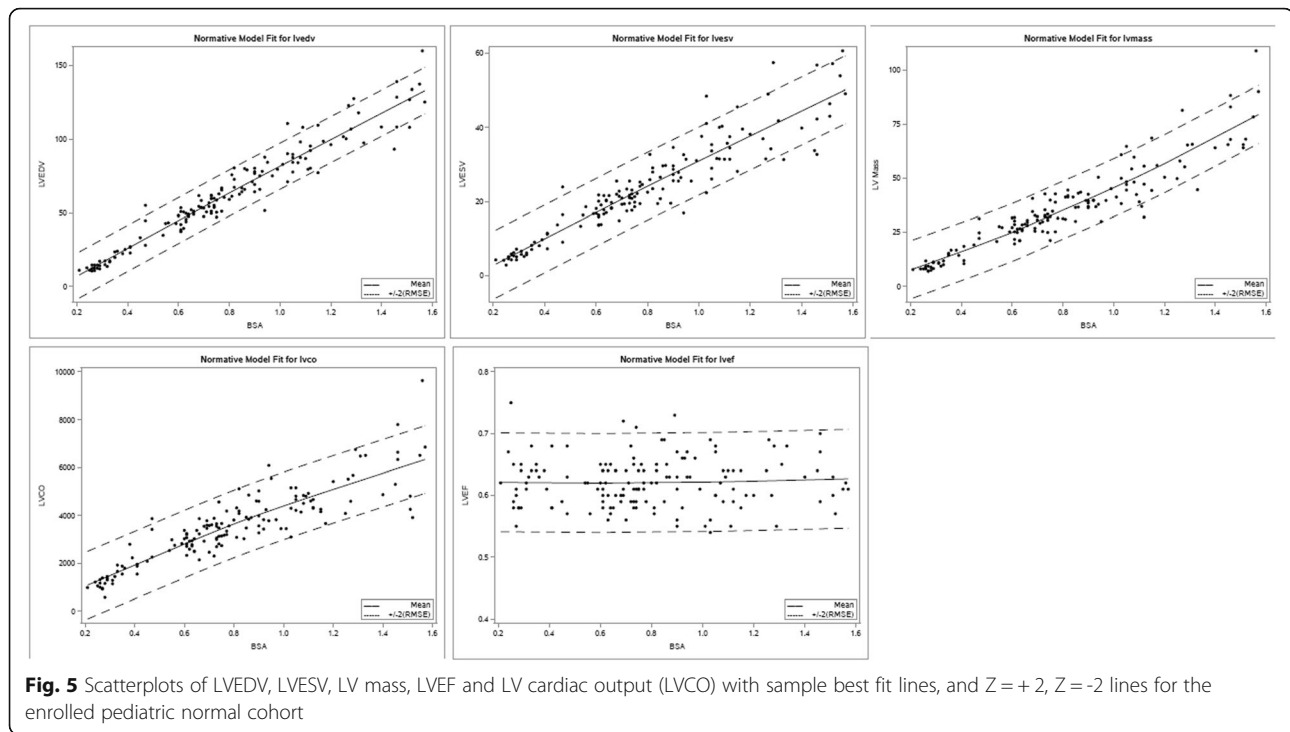 Normative Model Fit for lvedv
150
100
50
0
LVEDV
0.2 0.4 0.6 0.8 1.0 1.2 1.4 1.6
BSA
Mean
+/-2(RMSE)
Normative Model Fit for lvesv
60
40
20
0
LVESV
0.2 0.4 0.6 0.8 1.0 1.2 1.4 1.6
BSA
Mean
+/-2(RMSE)
Normative Model Fit for lvmass
100
75
50
25
0
LV Mass
0.2 0.4 0.6 0.8 1.0 1.2 1.4 1.6
BSA
Mean
+/-2(RMSE)
Normative Model Fit for lvco
10000
8000
6000
4000
2000
0
LVCO
0.2 0.4 0.6 0.8 1.0 1.2 1.4 1.6
BSA
Mean
+/-2(RMSE)
Normative Model Fit for lvef
0.8
0.7
0.6
0.5
0.4
LVEF
0.2 0.4 0.6 0.8 1.0 1.2 1.4 1.6
BSA
Mean
+/-2(RMSE)
Fig. 5 Scatterplots of LVEDV, LVESV, LV mass, LVEF and LV cardiac output (LVCO) with sample best fit lines, and Z = + 2, Z = -2 lines for the
enrolled pediatric normal cohort